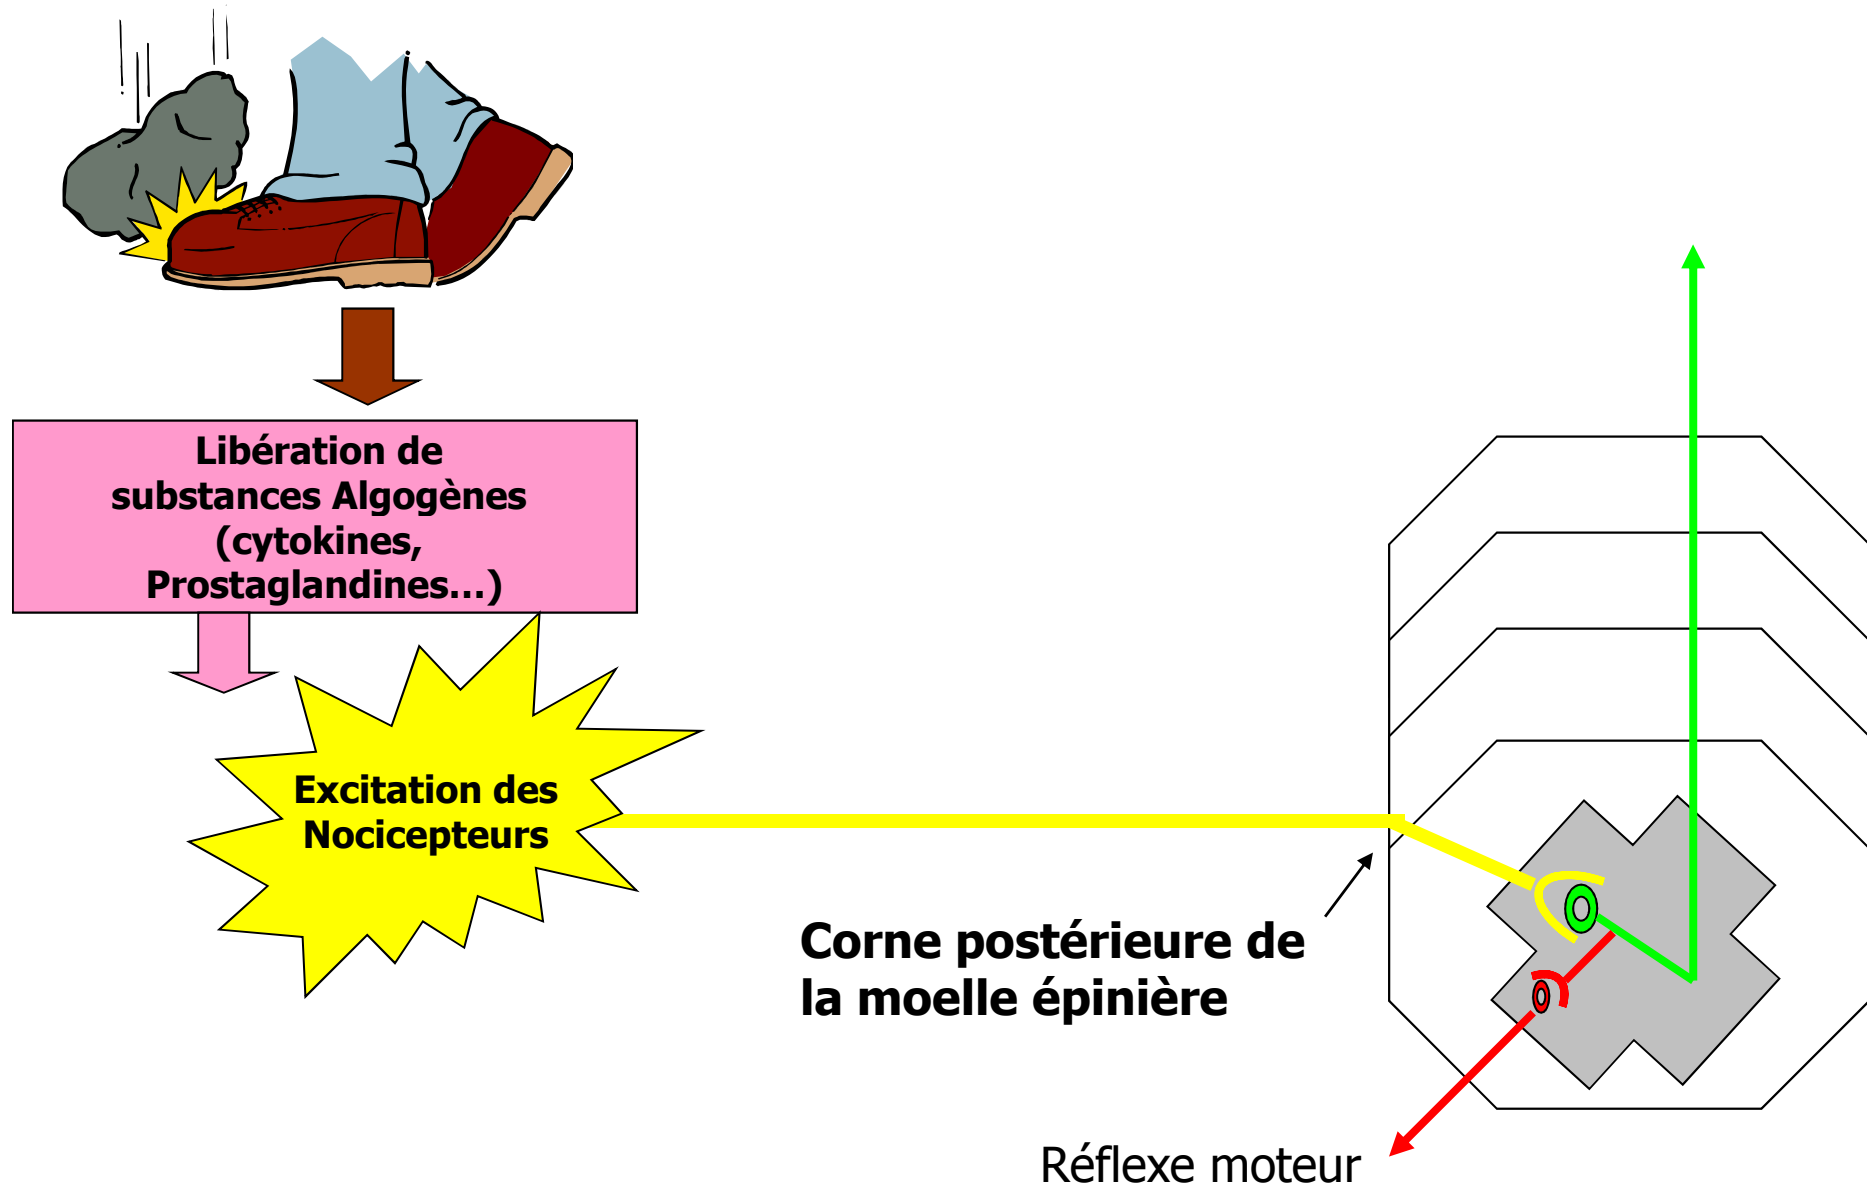 Libération de
substances Algogènes
(cytokines,
Prostaglandines...)
Excitation des
Nocicepteurs
Corne postérieure de
la moelle épinière
Réflexe moteur